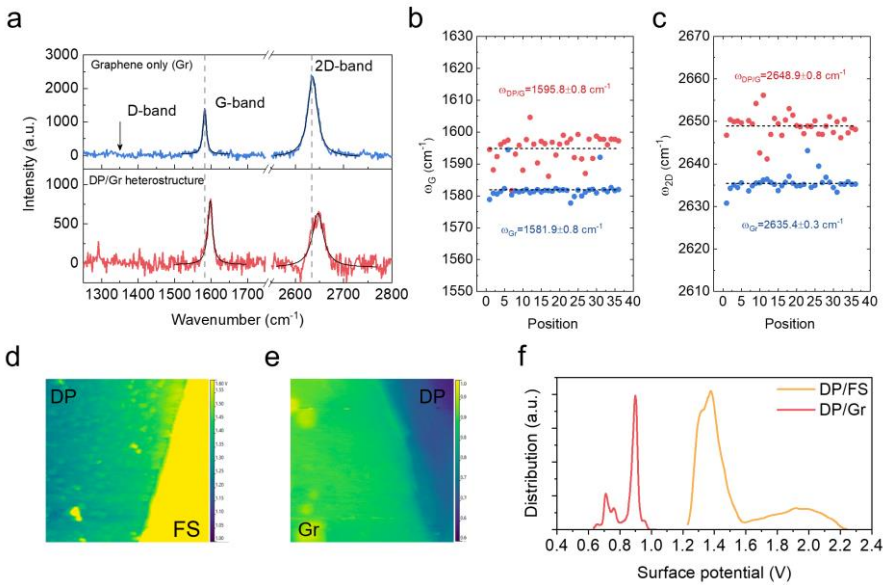 a
Graphene only (Gr)
D-band
G-band
2D-band
3000
2000
1000
0
DP/Gr heterostructure
1000
500
0
Intensity (a.u.)
1300 1400 1500 1600 1700 2600 2700 2800
Wavenumber (cm⁻¹)
b
1630
1620
1610
1600
1590
1580
1570
1560
1550
ωG (cm⁻¹)
ωDP/G=1595.8±0.8 cm⁻¹
ωGr=1581.9±0.8 cm⁻¹
0 5 10 15 20 25 30 35 40
Position
c
2670
2660
2650
2640
2630
2620
2610
ω2D (cm⁻¹)
ωDP/G=2648.9±0.8 cm⁻¹
ωGr=2635.4±0.3 cm⁻¹
0 5 10 15 20 25 30 35 40
Position
d
DP
FS
e
DP
Gr
f
DP/FS
DP/Gr
Distribution (a.u.)
0.4 0.6 0.8 1.0 1.2 1.4 1.6 1.8 2.0 2.2 2.4
Surface potential (V)